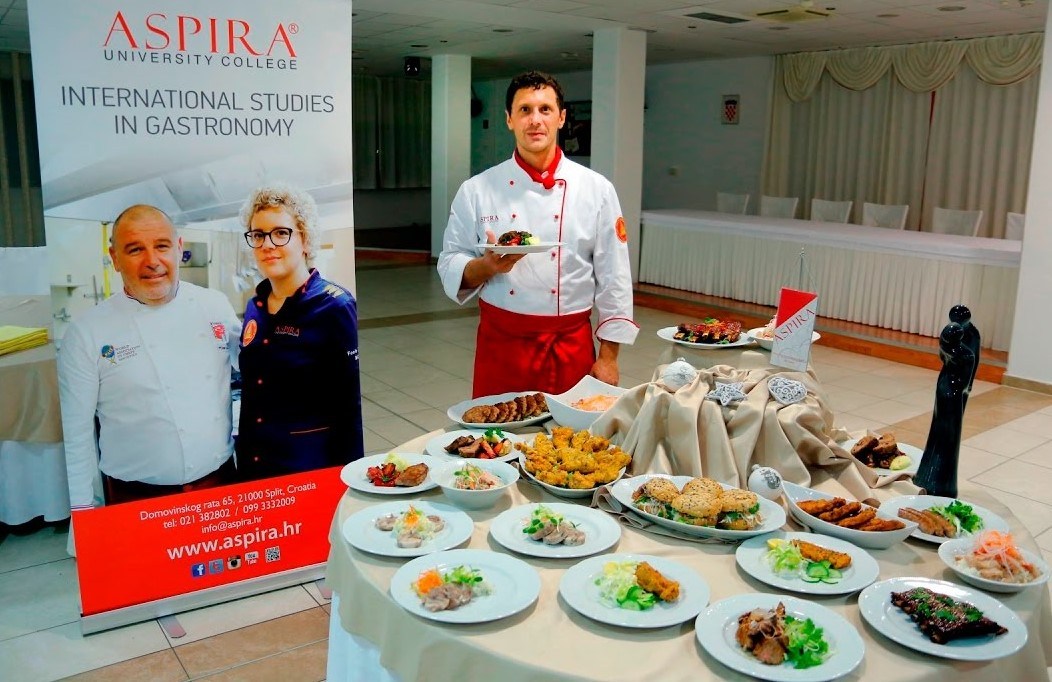 ASPIRA®
UNIVERSITY COLLEGE
INTERNATIONAL STUDIES
IN GASTRONOMY
ASPIRA
Domovinskog rata 65, 21000 Split, Croatia
tel: 021 382802 / 099 3332009
info@aspira.hr
www.aspira.hr
ASPIRA
ASPIRA